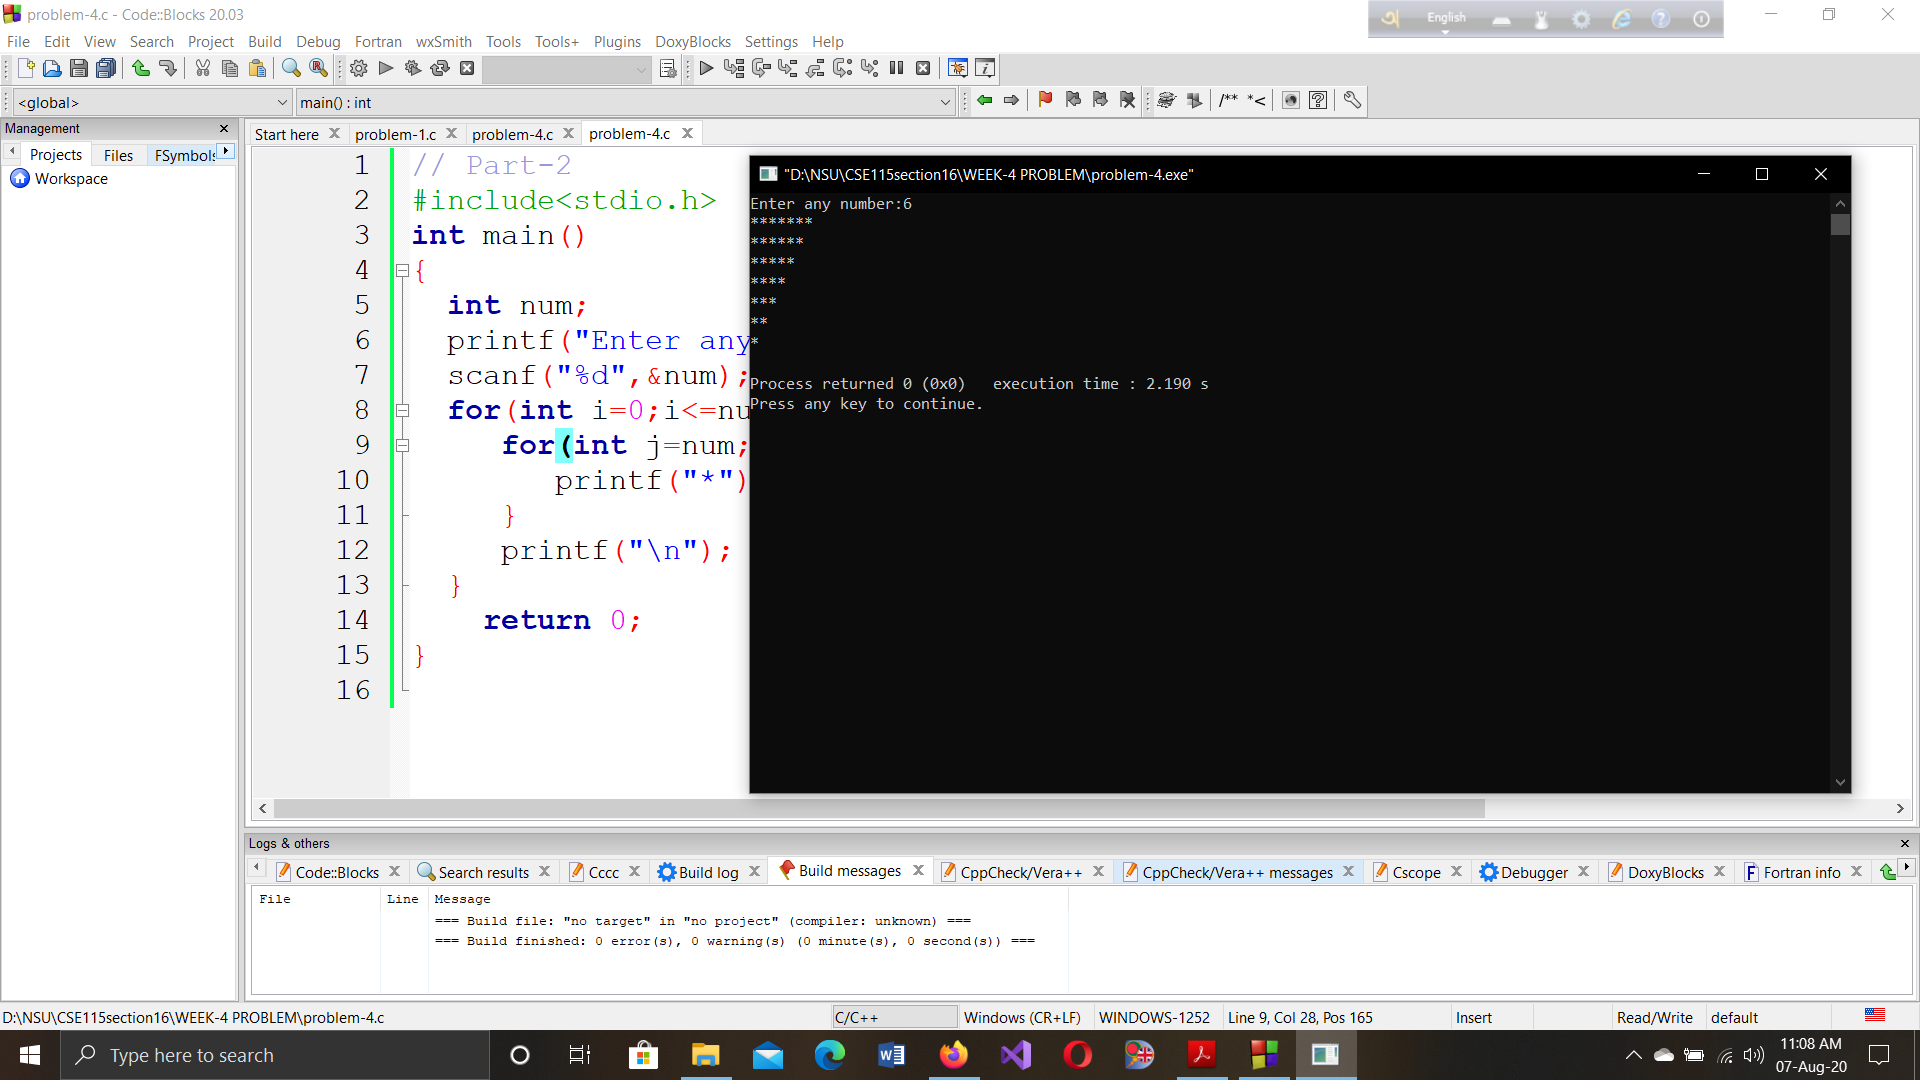 problem-4.c - Code::Blocks 20.03
English
File Edit View Search Project Build Debug Fortran wxSmith Tools Tools+ Plugins DoxyBlocks Settings Help
<global> main() : int
/** *<
Management
Projects Files FSymbols
Workspace
Start here problem-1.c problem-4.c problem-4.c
1 // Part-2
2 #include<stdio.h>
3 int main()
4 {
5 int num;
6 printf("Enter any
7 scanf("%d",&num);
8 for(int i=0;i<=nu
9 for(int j=num;
10 printf("*")
11 }
12 printf("\n");
13 }
14 return 0;
15 }
16
"D:\NSU\CSE115section16\WEEK-4 PROBLEM\problem-4.exe"
Enter any number:6
*******
******
*****
****
***
**
*
Process returned 0 (0x0)   execution time : 2.190 s
Press any key to continue.
Logs & others
Code::Blocks Search results Cccc Build log Build messages CppCheck/Vera++ CppCheck/Vera++ messages Cscope Debugger DoxyBlocks Fortran info
File Line Message
=== Build file: "no target" in "no project" (compiler: unknown) ===
=== Build finished: 0 error(s), 0 warning(s) (0 minute(s), 0 second(s)) ===
D:\NSU\CSE115section16\WEEK-4 PROBLEM\problem-4.c C/C++ Windows (CR+LF) WINDOWS-1252 Line 9, Col 28, Pos 165 Insert Read/Write default
Type here to search
11:08 AM
07-Aug-20